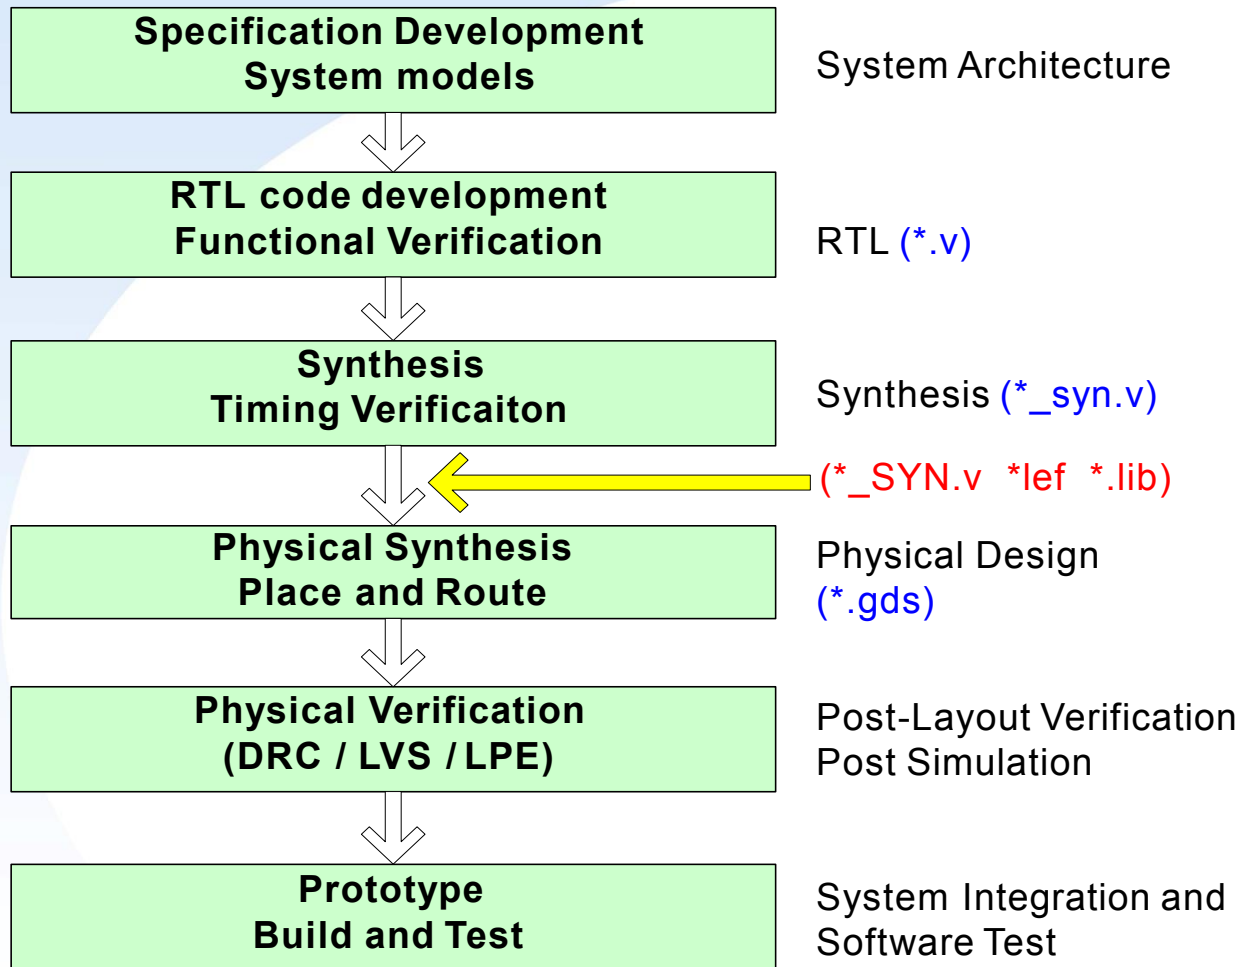 Specification Development
System models
System Architecture
RTL code development
Functional Verification
RTL (*.v)
Synthesis
Timing Verificaiton
Synthesis (*_syn.v)
(*_SYN.v *lef *.lib)
Physical Synthesis
Place and Route
Physical Design
(*.gds)
Physical Verification
(DRC / LVS / LPE)
Post-Layout Verification
Post Simulation
Prototype
Build and Test
System Integration and
Software Test